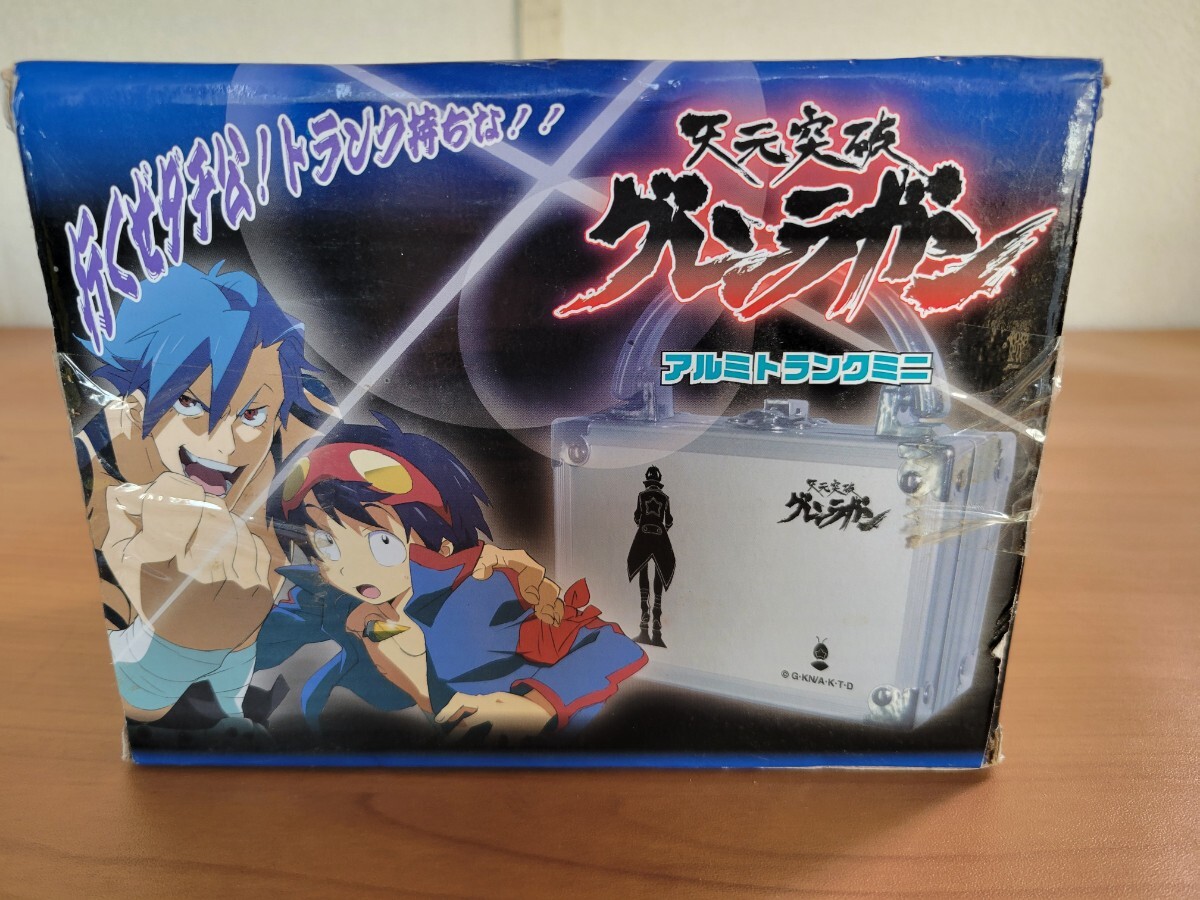 行くぜダチ公！トランク持ちな！！
天元突破
グレンラガン
アルミトランクミニ
天元突破
グレンラガン
© G・KN/A・K・T・D